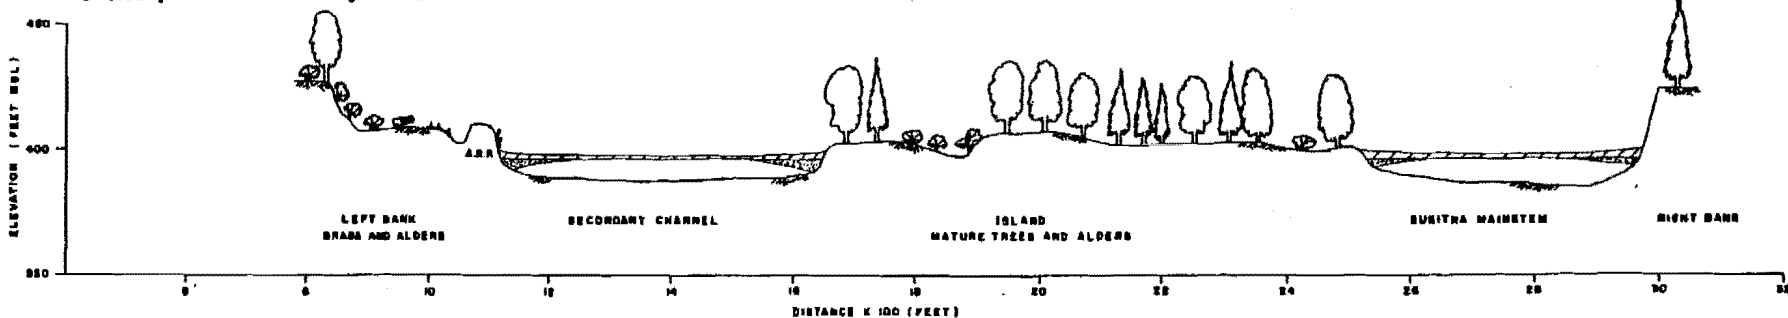 450
ELEVATION (FEET MSL)
400
A.R.R
LEFT BANK
GRASS AND ALDERS
SECONDARY CHANNEL
ISLAND
MATURE TREES AND ALDERS
SUSITNA MAINSTEM
RIGHT BANK
350
6 8 10 12 14 16 18 20 22 24 26 28 30 32
DISTANCE X 100 (FEET)